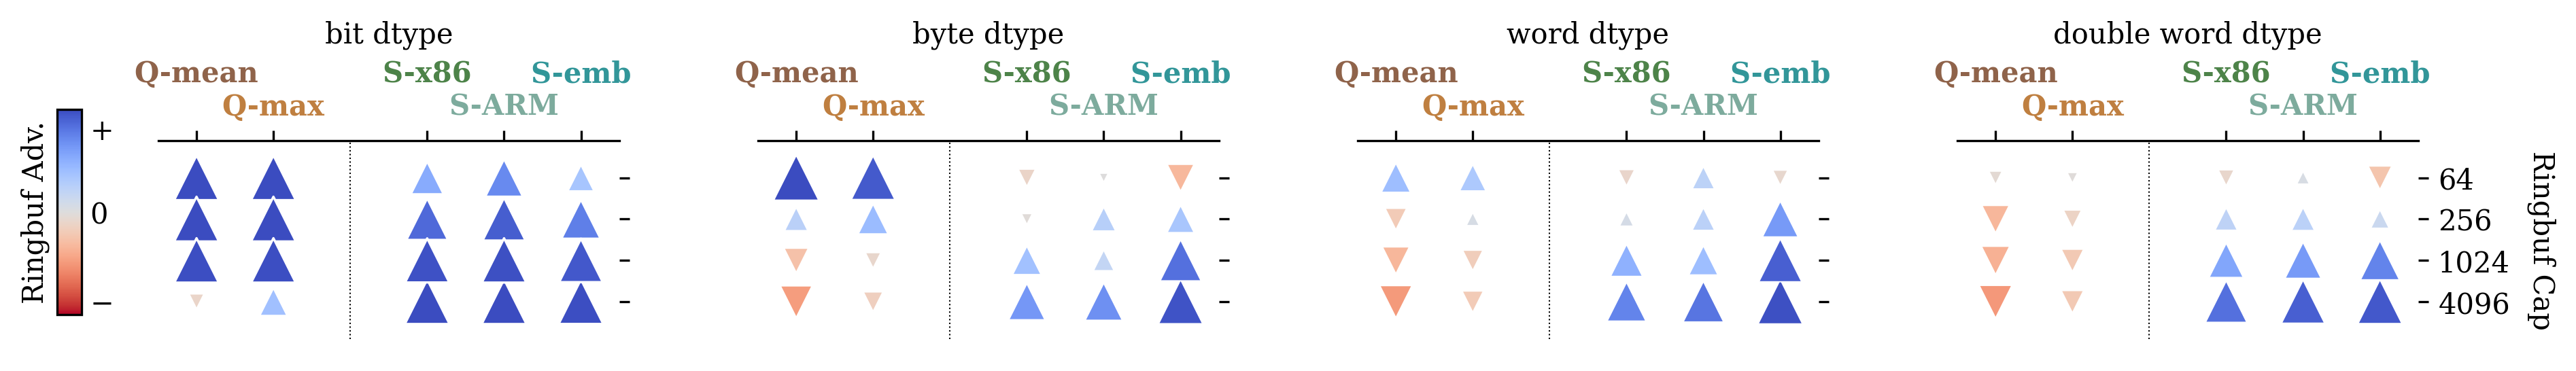 bit dtype
Q-mean
S-x86
S-emb
Q-max
S-ARM
byte dtype
Q-mean
S-x86
S-emb
Q-max
S-ARM
word dtype
Q-mean
S-x86
S-emb
Q-max
S-ARM
double word dtype
Q-mean
S-x86
S-emb
Q-max
S-ARM
Ringbuf Adv.
+
0
−
64
256
1024
4096
Ringbuf Cap